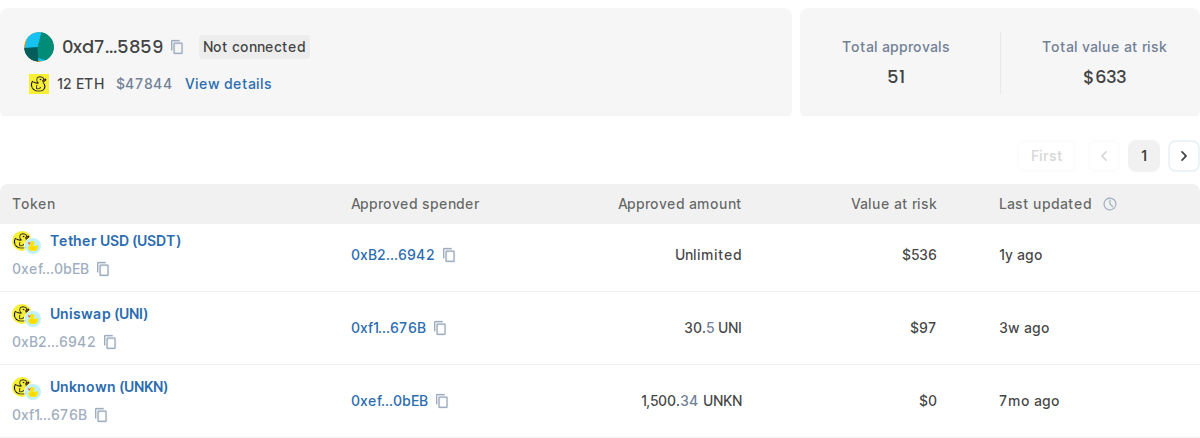 0xd7...5859 Not connected
12 ETH $47844 View details
Total approvals
51
Total value at risk
$633
First 1
Token Approved spender Approved amount Value at risk Last updated
Tether USD (USDT)
0xef...0bEB
0xB2...6942 Unlimited $536 1y ago
Uniswap (UNI)
0xB2...6942
0xf1...676B 30.5 UNI $97 3w ago
Unknown (UNKN)
0xf1...676B
0xef...0bEB 1,500.34 UNKN $0 7mo ago